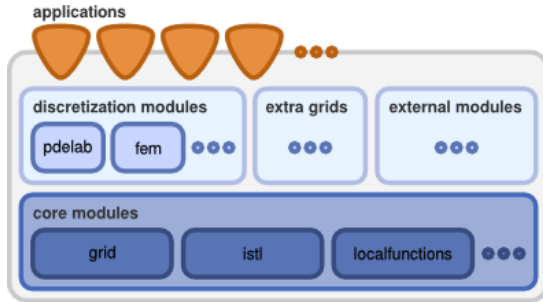 applications
discretization modules
extra grids
external modules
pdelab
fem
core modules
grid
istl
localfunctions